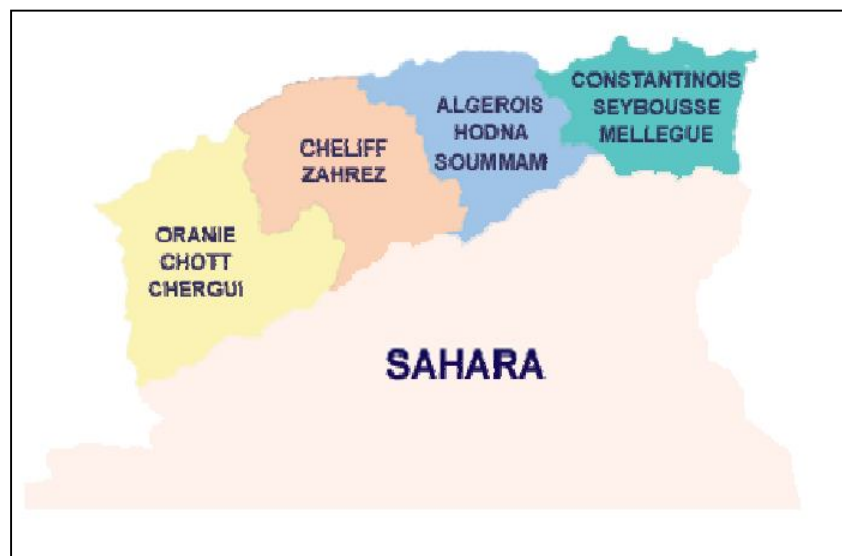 CONSTANTINOIS
SEYBOUSSE
MELLEGUE
ALGEROIS
HODNA
SOUMMAM
CHELIFF
ZAHREZ
ORANIE
CHOTT
CHERGUI
SAHARA